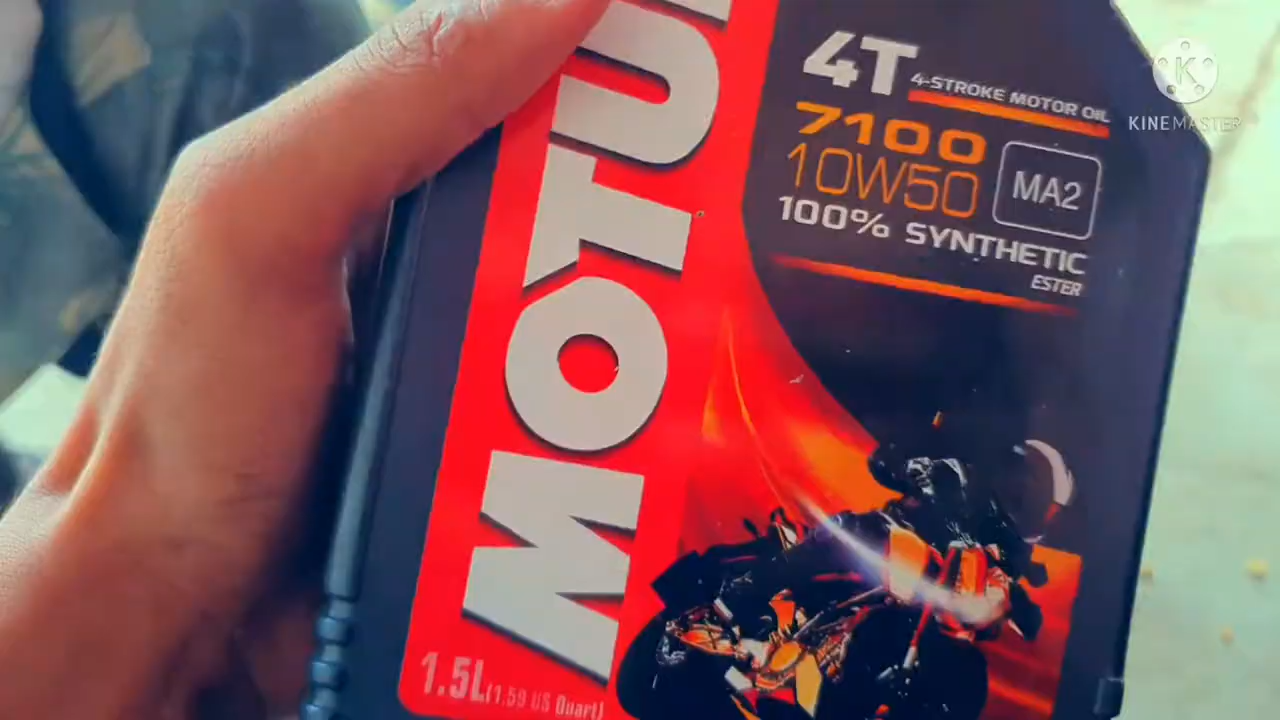 MOTUL
4T
4-STROKE MOTOR OIL
7100
10W50
MA2
100% SYNTHETIC
ESTER
1.5L (1.59 US Quart)
K
KINEMASTER